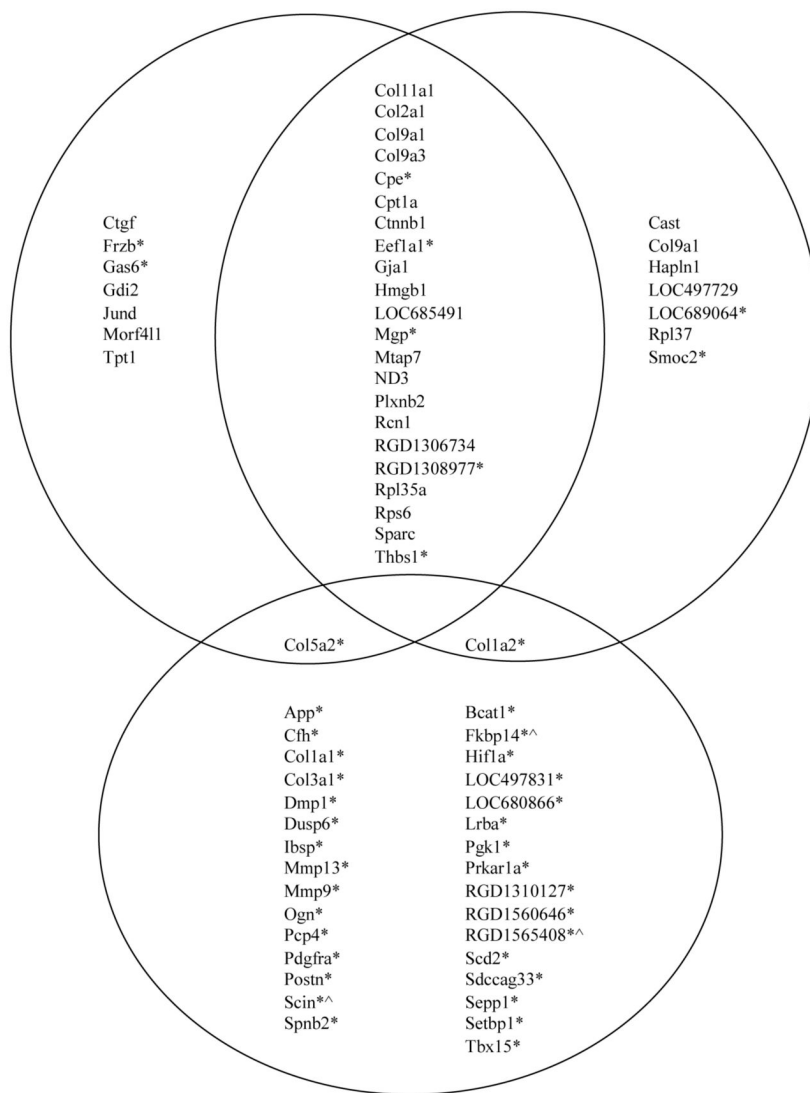 Col11a1
Col2a1
Col9a1
Col9a3
Cpe*
Cpt1a
Ctnnb1
Eef1a1*
Gja1
Hmgb1
LOC685491
Mgp*
Mtap7
ND3
Plxnb2
Rcn1
RGD1306734
RGD1308977*
Rpl35a
Rps6
Sparc
Thbs1*
Ctgf
Frzb*
Gas6*
Gdi2
Jund
Morf4l1
Tpt1
Cast
Col9a1
Hapln1
LOC497729
LOC689064*
Rpl37
Smoc2*
Col5a2*
Col1a2*
App*
Cfh*
Col1a1*
Col3a1*
Dmp1*
Dusp6*
Ibsp*
Mmp13*
Mmp9*
Ogn*
Pcp4*
Pdgfra*
Postn*
Scin*^
Spnb2*
Bcat1*
Fkbp14*^
Hif1a*
LOC497831*
LOC680866*
Lrba*
Pgk1*
Prkar1a*
RGD1310127*
RGD1560646*
RGD1565408*^
Scd2*
Sdccag33*
Sepp1*
Setbp1*
Tbx15*